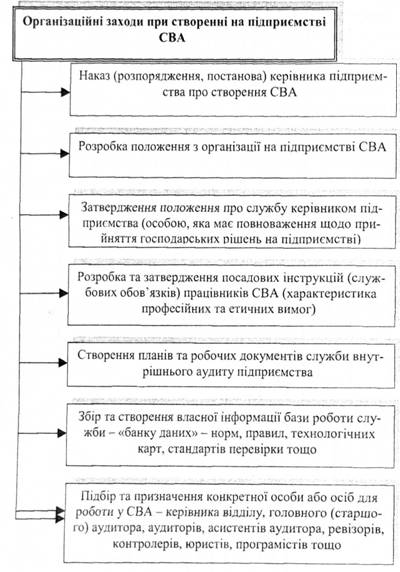 Організаційні заходи при створенні на підприємстві
СВА
Наказ (розпорядження, постанова) керівника підприєм-
ства про створення СВА
Розробка положення з організації на підприємстві СВА
Затвердження положення про службу керівником під-
приємства (особою, яка має повноваження щодо при-
йняття господарських рішень на підприємстві)
Розробка та затвердження посадових інструкцій (служ-
бових обов'язків) працівників СВА (характеристика
професійних та етичних вимог)
Створення планів та робочих документів служби внут-
рішнього аудиту підприємства
Збір та створення власної інформації бази роботи слу-
жби – «банку даних» – норм, правил, технологічних
карт, стандартів перевірки тощо
Підбір та призначення конкретної особи або осіб для
роботи у СВА – керівника відділу, головного (старшо-
го) аудитора, аудиторів, асистентів аудитора, ревізорів,
контролерів, юристів, програмістів тощо